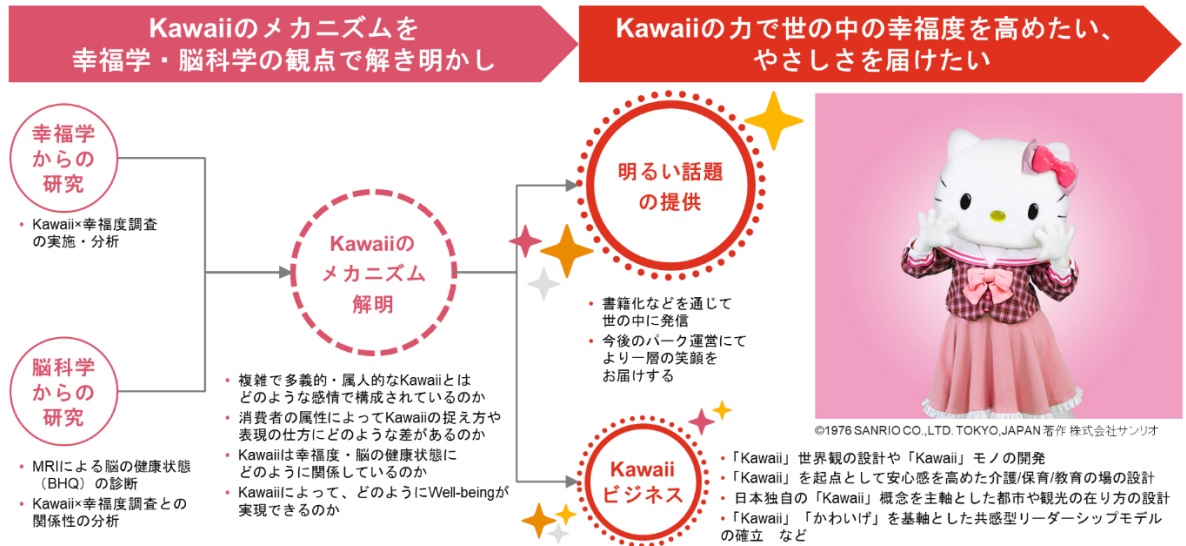 Kawaiiのメカニズムを
幸福学・脳科学の観点で解き明かし
Kawaiiの力で世の中の幸福度を高めたい、
やさしさを届けたい
幸福学
からの
研究
• Kawaii×幸福度調査
の実施・分析
脳科学
からの
研究
• MRIによる脳の健康状態
（BHQ）の診断
• Kawaii×幸福度調査との
関係性の分析
Kawaiiの
メカニズム
解明
• 複雑で多義的・属人的なKawaiiとは
どのような感情で構成されているのか
• 消費者の属性によってKawaiiの捉え方や
表現の仕方にどのような差があるのか
• Kawaiiは幸福度・脳の健康状態に
どのように関係しているのか
• Kawaiiによって、どのようにWell-beingが
実現できるのか
明るい話題
の提供
• 書籍化などを通じて
世の中に発信
• 今後のパーク運営にて
より一層の笑顔を
お届けする
©1976 SANRIO CO.,LTD. TOKYO,JAPAN 著作 株式会社サンリオ
Kawaii
ビジネス
• 「Kawaii」世界観の設計や「Kawaii」モノの開発
• 「Kawaii」を起点として安心感を高めた介護/保育/教育の場の設計
• 日本独自の「Kawaii」概念を主軸とした都市や観光の在り方の設計
• 「Kawaii」「かわいげ」を基軸とした共感型リーダーシップモデル
の確立 など